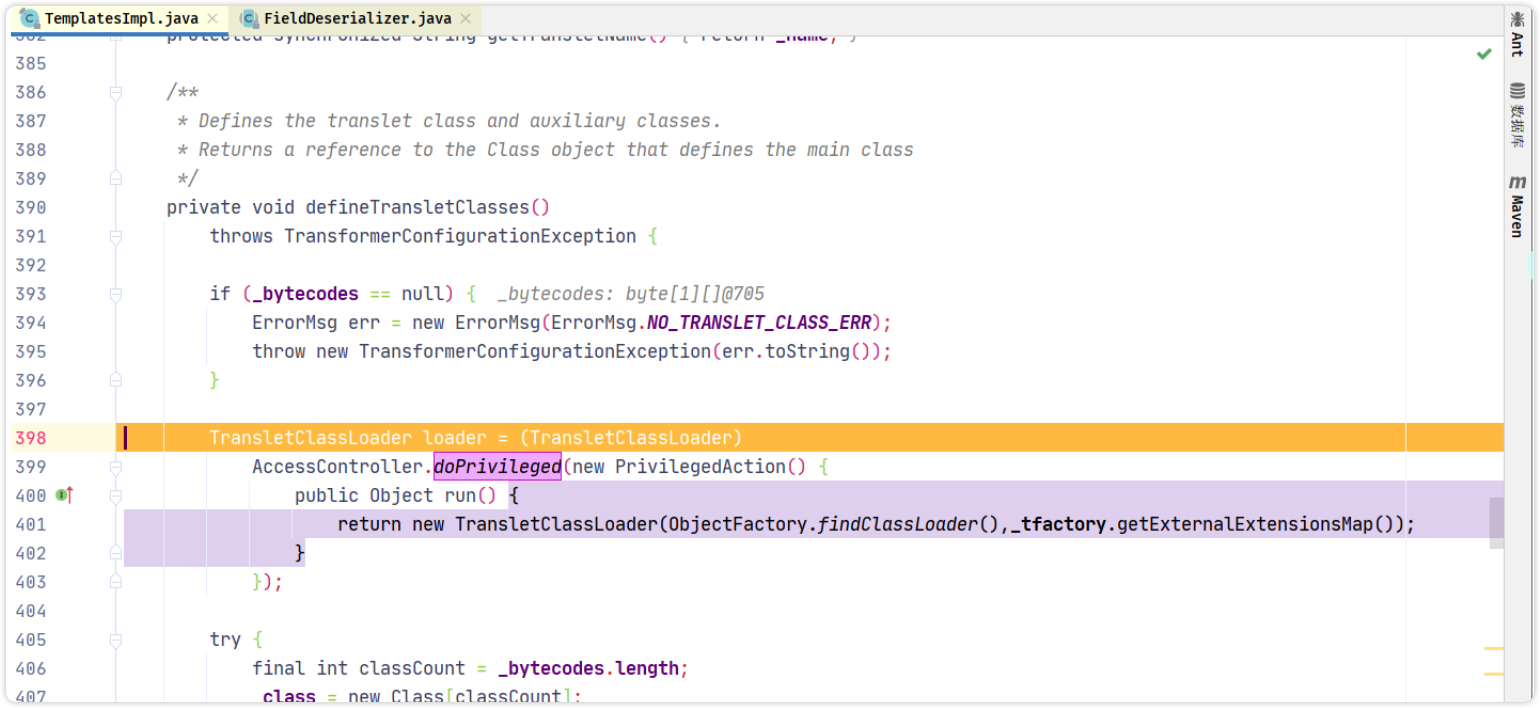 TemplatesImpl.java FieldDeserializer.java
382 protected synchronized String getTransletName() { return _name; }
385
386 /**
387 * Defines the translet class and auxiliary classes.
388 * Returns a reference to the Class object that defines the main class
389 */
390 private void defineTransletClasses()
391 throws TransformerConfigurationException {
392
393 if (_bytecodes == null) { _bytecodes: byte[1][]@705
394 ErrorMsg err = new ErrorMsg(ErrorMsg.NO_TRANSLET_CLASS_ERR);
395 throw new TransformerConfigurationException(err.toString());
396 }
397
398 TransletClassLoader loader = (TransletClassLoader)
399 AccessController.doPrivileged(new PrivilegedAction() {
400 public Object run() {
401 return new TransletClassLoader(ObjectFactory.findClassLoader(),_tfactory.getExternalExtensionsMap());
402 }
403 });
404
405 try {
406 final int classCount = _bytecodes.length;
407 _class = new Class[classCount];
Ant
数据库
m Maven